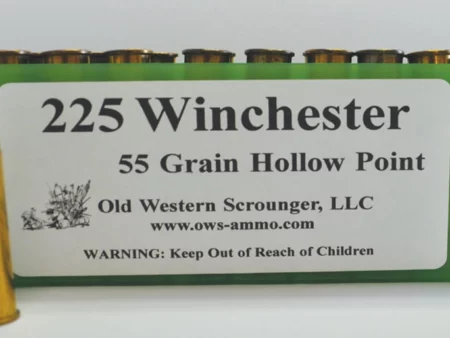 225 Winchester
55 Grain Hollow Point
Old Western Scrounger, LLC
www.ows-ammo.com
WARNING: Keep Out of Reach of Children